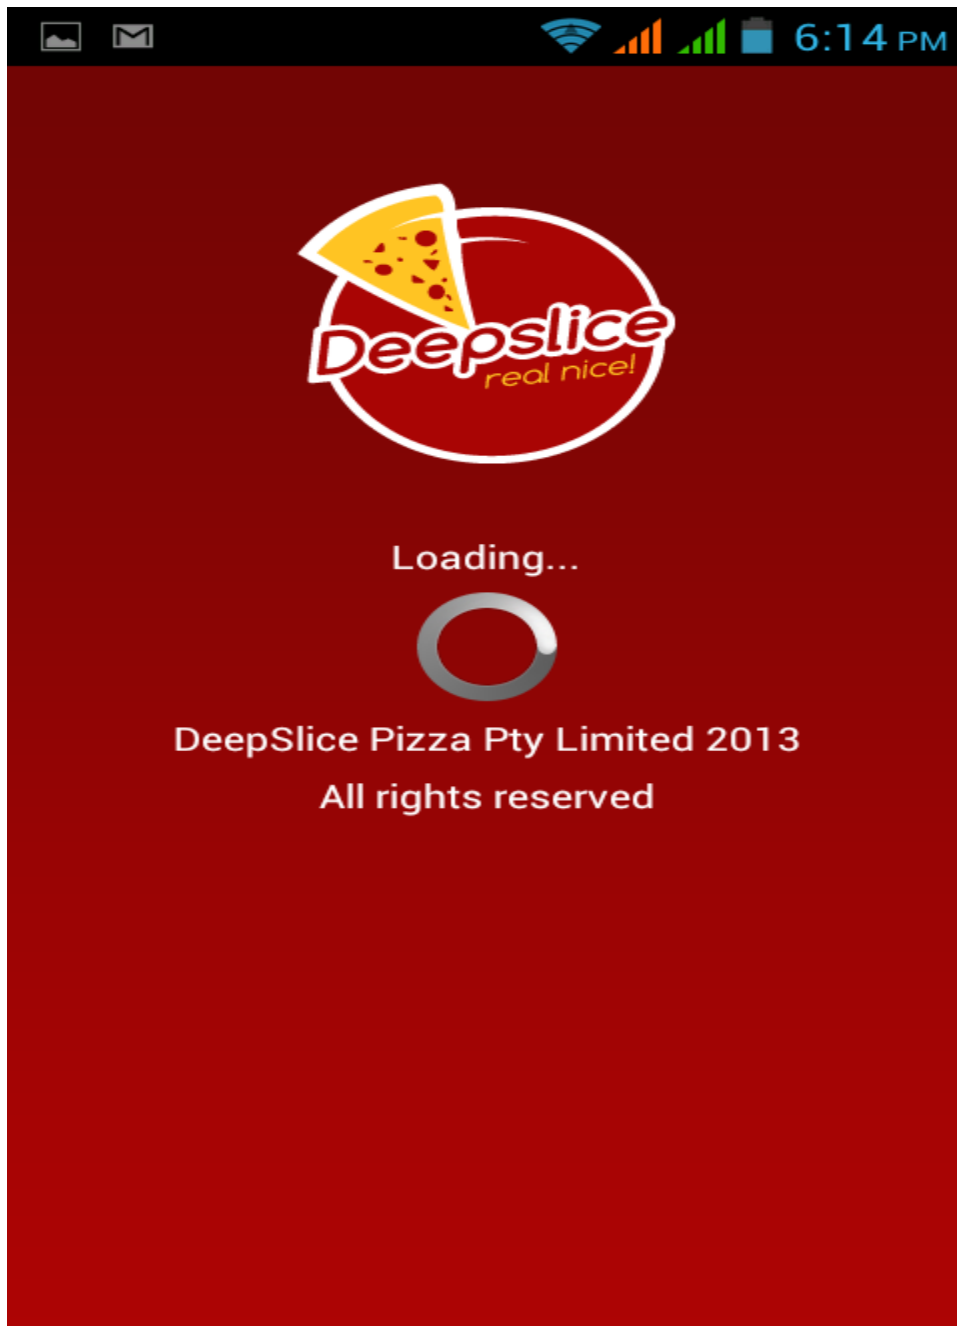 6:14 PM
Deepslice
real nice!
Loading...
DeepSlice Pizza Pty Limited 2013
All rights reserved